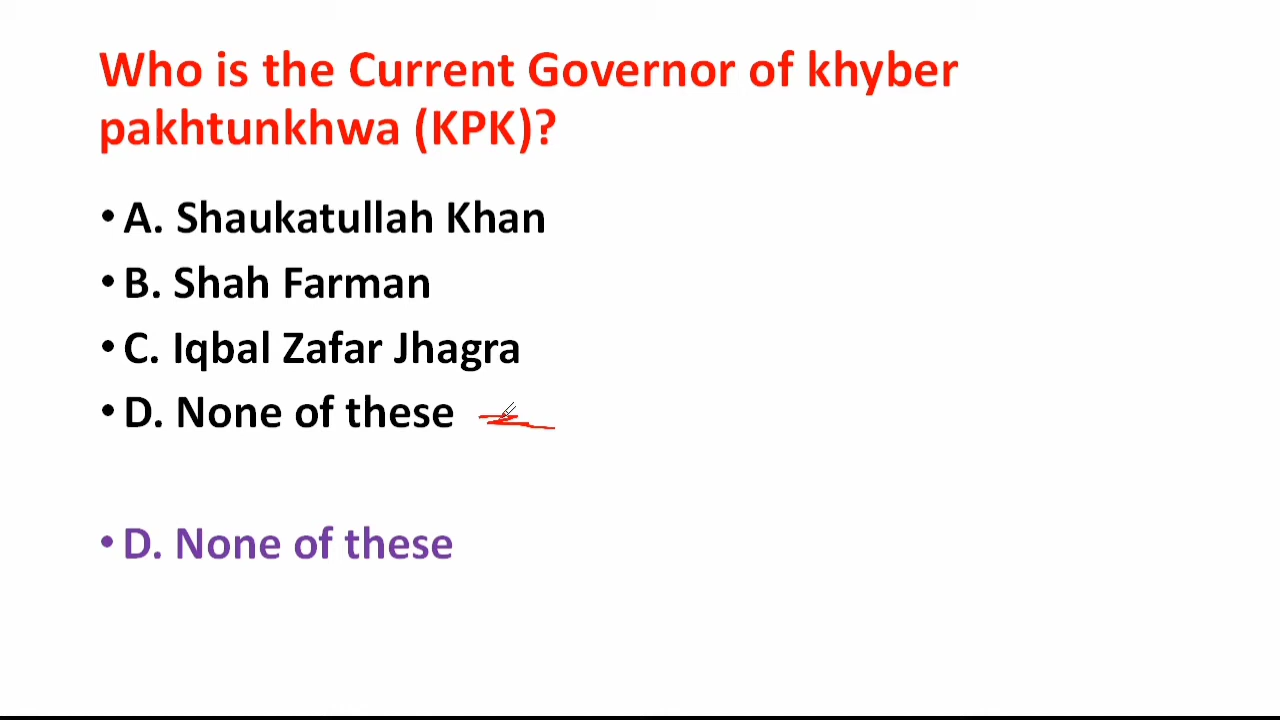 Who is the Current Governor of khyber
pakhtunkhwa (KPK)?
• A. Shaukatullah Khan
• B. Shah Farman
• C. Iqbal Zafar Jhagra
• D. None of these
• D. None of these